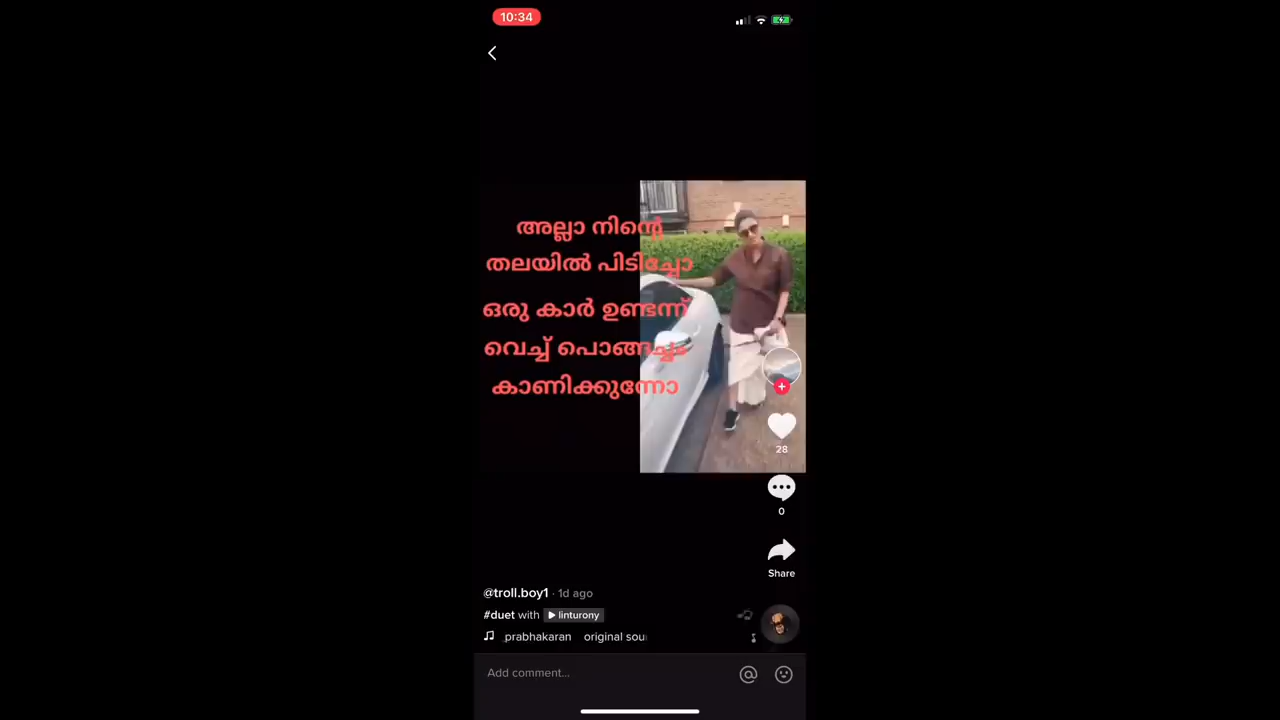 10:34
അല്ലാ നിന്റെ
തലയിൽ പിടിച്ചോ
ഒരു കാർ ഉണ്ടന്ന്
വെച്ച് പൊങ്ങച്ചം
കാണിക്കുന്നോ
28
0
Share
@troll.boy1 · 1d ago
#duet with linturony
prabhakaran original sou
Add comment...